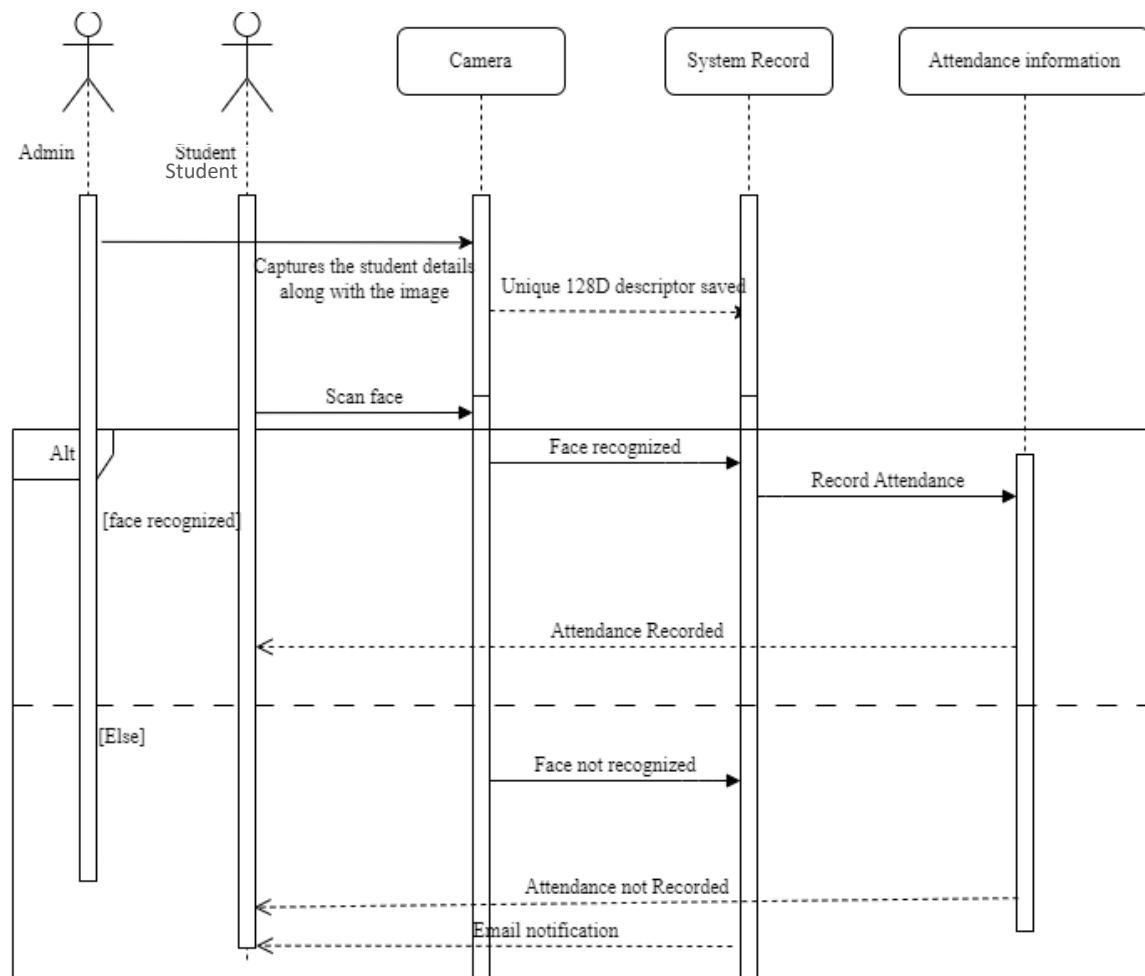 Camera
System Record
Attendance information
Admin
Student
Student
Captures the student details
along with the image
Unique 128D descriptor saved
Scan face
Alt
Face recognized
Record Attendance
[face recognized]
Attendance Recorded
[Else]
Face not recognized
Attendance not Recorded
Email notification